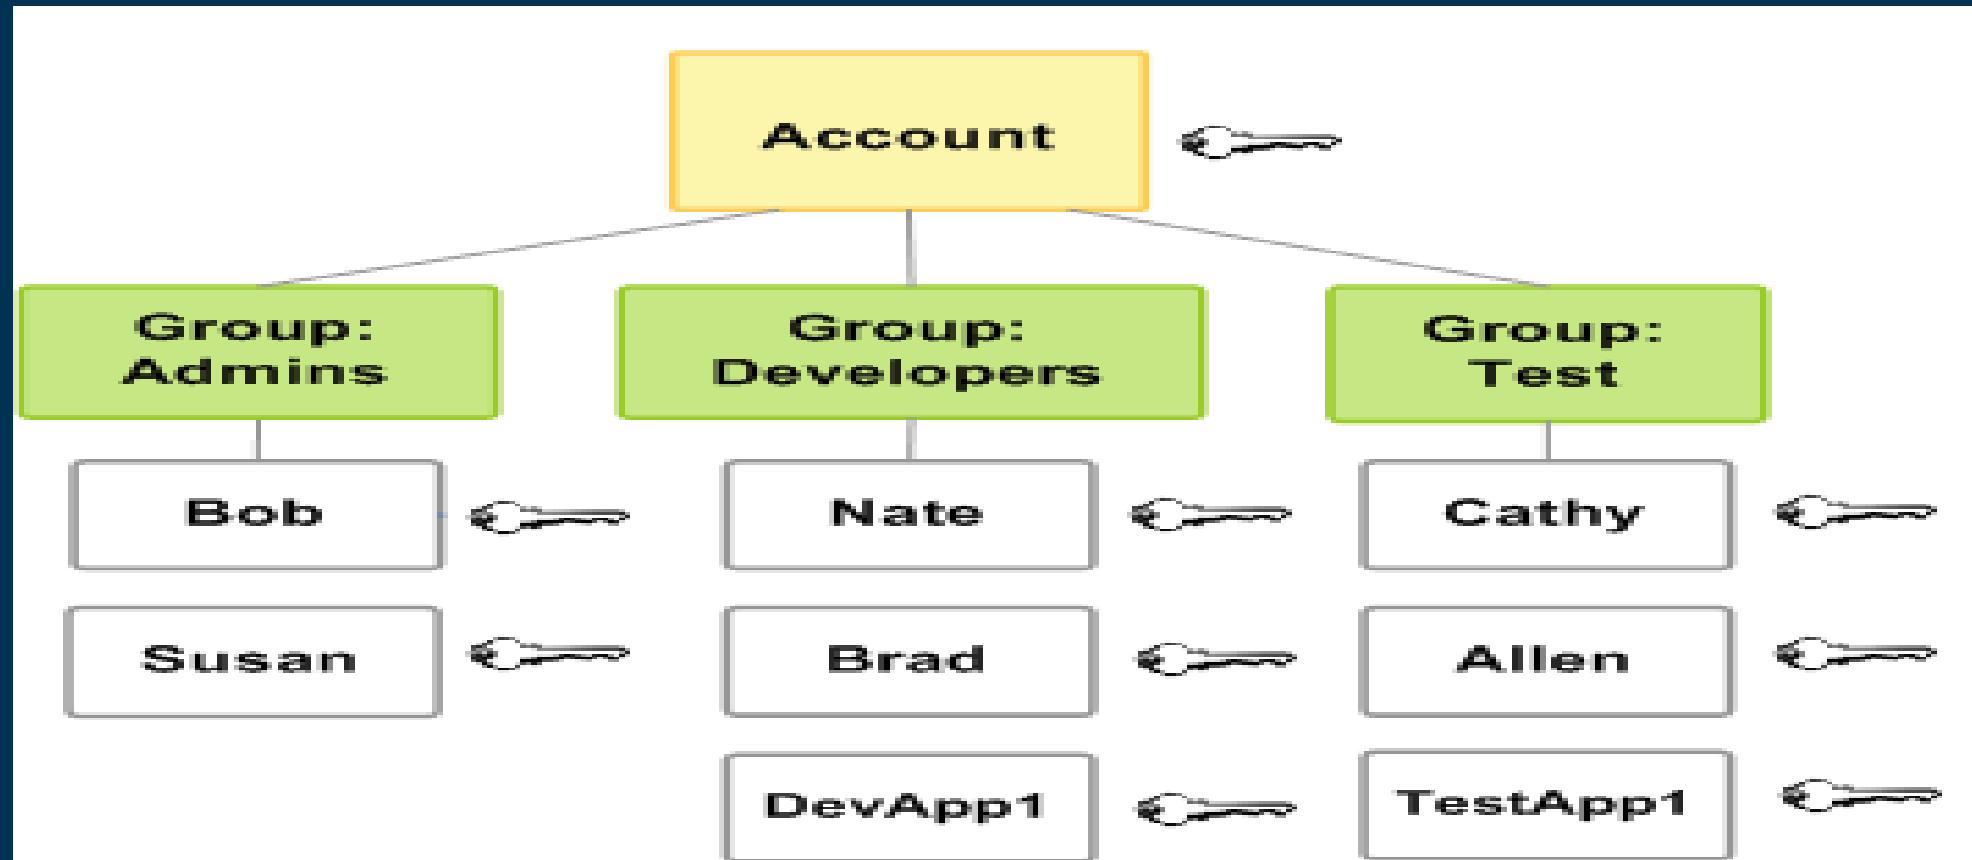 Account
Group:
Admins
Group:
Developers
Group:
Test
Bob
Nate
Cathy
Susan
Brad
Allen
DevApp1
TestApp1